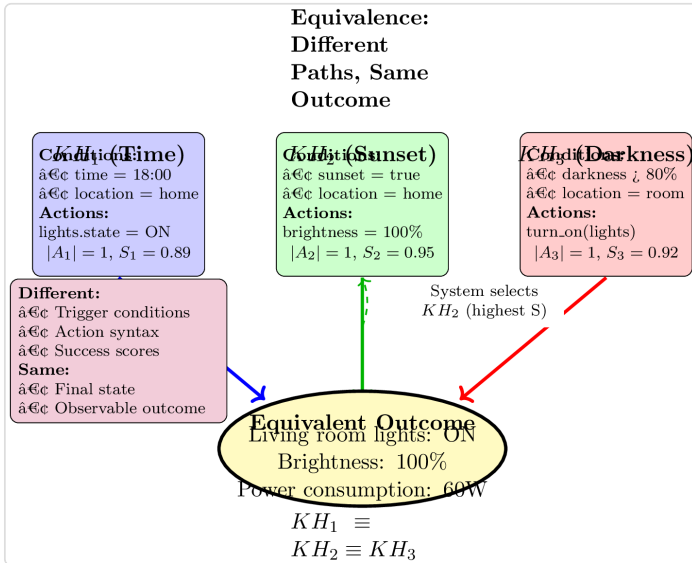 Equivalence:
Different
Paths, Same
Outcome
KH₁ (Time)
Conditions:
• time = 18:00
• location = home
Actions:
lights.state = ON
|A₁| = 1, S₁ = 0.89
KH₂ (Sunset)
Conditions:
• sunset = true
• location = home
Actions:
brightness = 100%
|A₂| = 1, S₂ = 0.95
KH₃ (Darkness)
Conditions:
• darkness ¿ 80%
• location = room
Actions:
turn_on(lights)
|A₃| = 1, S₃ = 0.92
Different:
• Trigger conditions
• Action syntax
• Success scores
Same:
• Final state
• Observable outcome
System selects
KH₂ (highest S)
Equivalent Outcome
Living room lights: ON
Brightness: 100%
Power consumption: 60W
KH₁ ≡
KH₂ ≡ KH₃